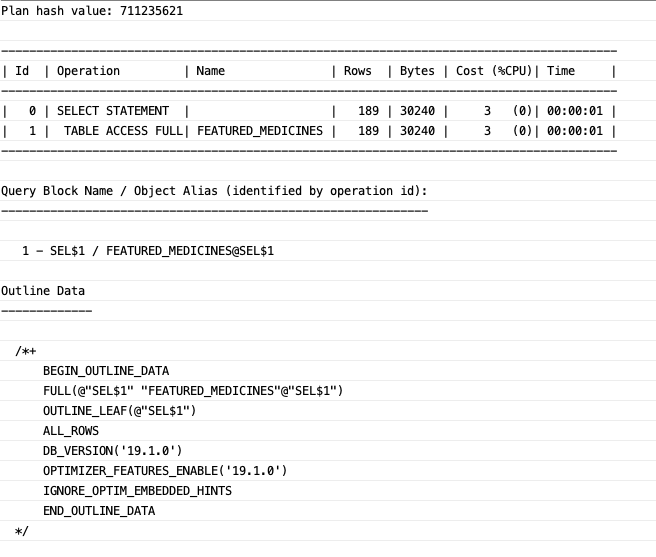 Plan hash value: 711235621
---------------------------------------------------------------------------------------
| Id  | Operation         | Name               | Rows  | Bytes | Cost (%CPU)| Time     |
---------------------------------------------------------------------------------------
|   0 | SELECT STATEMENT  |                    |   189 | 30240 |     3   (0)| 00:00:01 |
|   1 |  TABLE ACCESS FULL| FEATURED_MEDICINES |   189 | 30240 |     3   (0)| 00:00:01 |
---------------------------------------------------------------------------------------
Query Block Name / Object Alias (identified by operation id):
-------------------------------------------------------------
   1 - SEL$1 / FEATURED_MEDICINES@SEL$1
Outline Data
-------------
  /*+
      BEGIN_OUTLINE_DATA
      FULL(@"SEL$1" "FEATURED_MEDICINES"@"SEL$1")
      OUTLINE_LEAF(@"SEL$1")
      ALL_ROWS
      DB_VERSION('19.1.0')
      OPTIMIZER_FEATURES_ENABLE('19.1.0')
      IGNORE_OPTIM_EMBEDDED_HINTS
      END_OUTLINE_DATA
  */